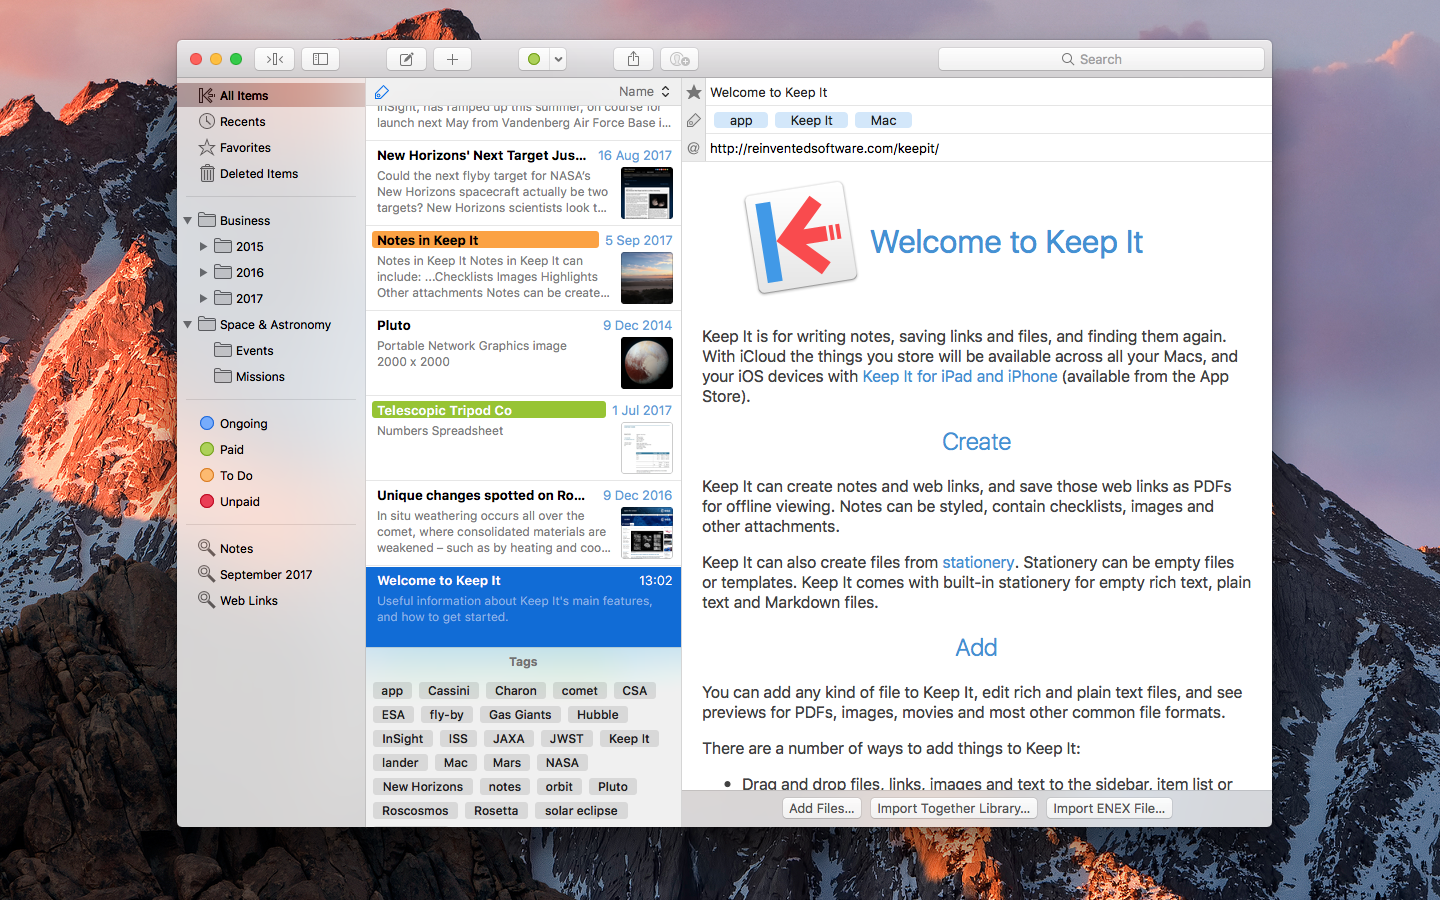 Search
All Items
Recents
Favorites
Deleted Items
Business
2015
2016
2017
Space & Astronomy
Events
Missions
Ongoing
Paid
To Do
Unpaid
Notes
September 2017
Web Links
Name
InSight, has ramped up this summer, on course for
launch next May from Vandenberg Air Force Base i...
New Horizons' Next Target Jus... 16 Aug 2017
Could the next flyby target for NASA's
New Horizons spacecraft actually be two
targets? New Horizons scientists look t...
Notes in Keep It 5 Sep 2017
Notes in Keep It Notes in Keep It can
include: ...Checklists Images Highlights
Other attachments Notes can be create...
Pluto 9 Dec 2014
Portable Network Graphics image
2000 x 2000
Telescopic Tripod Co 1 Jul 2017
Numbers Spreadsheet
Unique changes spotted on Ro... 9 Dec 2016
In situ weathering occurs all over the
comet, where consolidated materials are
weakened – such as by heating and coo...
Welcome to Keep It 13:02
Useful information about Keep It's main features,
and how to get started.
Tags
app Cassini Charon comet CSA
ESA fly-by Gas Giants Hubble
InSight ISS JAXA JWST Keep It
lander Mac Mars NASA
New Horizons notes orbit Pluto
Roscosmos Rosetta solar eclipse
Welcome to Keep It
app Keep It Mac
@ http://reinventedsoftware.com/keepit/
Welcome to Keep It
Keep It is for writing notes, saving links and files, and finding them again.
With iCloud the things you store will be available across all your Macs, and
your iOS devices with Keep It for iPad and iPhone (available from the App
Store).
Create
Keep It can create notes and web links, and save those web links as PDFs
for offline viewing. Notes can be styled, contain checklists, images and
other attachments.
Keep It can also create files from stationery. Stationery can be empty files
or templates. Keep It comes with built-in stationery for empty rich text, plain
text and Markdown files.
Add
You can add any kind of file to Keep It, edit rich and plain text files, and see
previews for PDFs, images, movies and most other common file formats.
There are a number of ways to add things to Keep It:
• Drag and drop files, links, images and text to the sidebar, item list or
Add Files... Import Together Library... Import ENEX File...